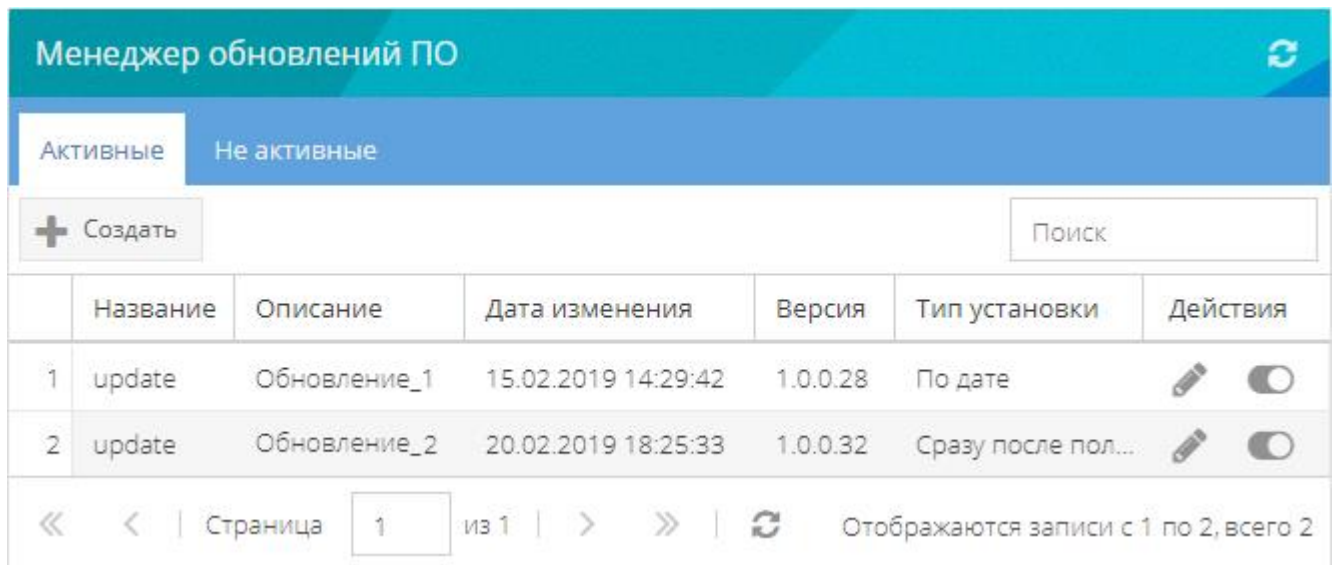 Менеджер обновлений ПО
Активные Не активные
Создать Поиск
Название Описание Дата изменения Версия Тип установки Действия
1 update Обновление_1 15.02.2019 14:29:42 1.0.0.28 По дате
2 update Обновление_2 20.02.2019 18:25:33 1.0.0.32 Сразу после пол...
Страница 1 из 1 Отображаются записи с 1 по 2, всего 2